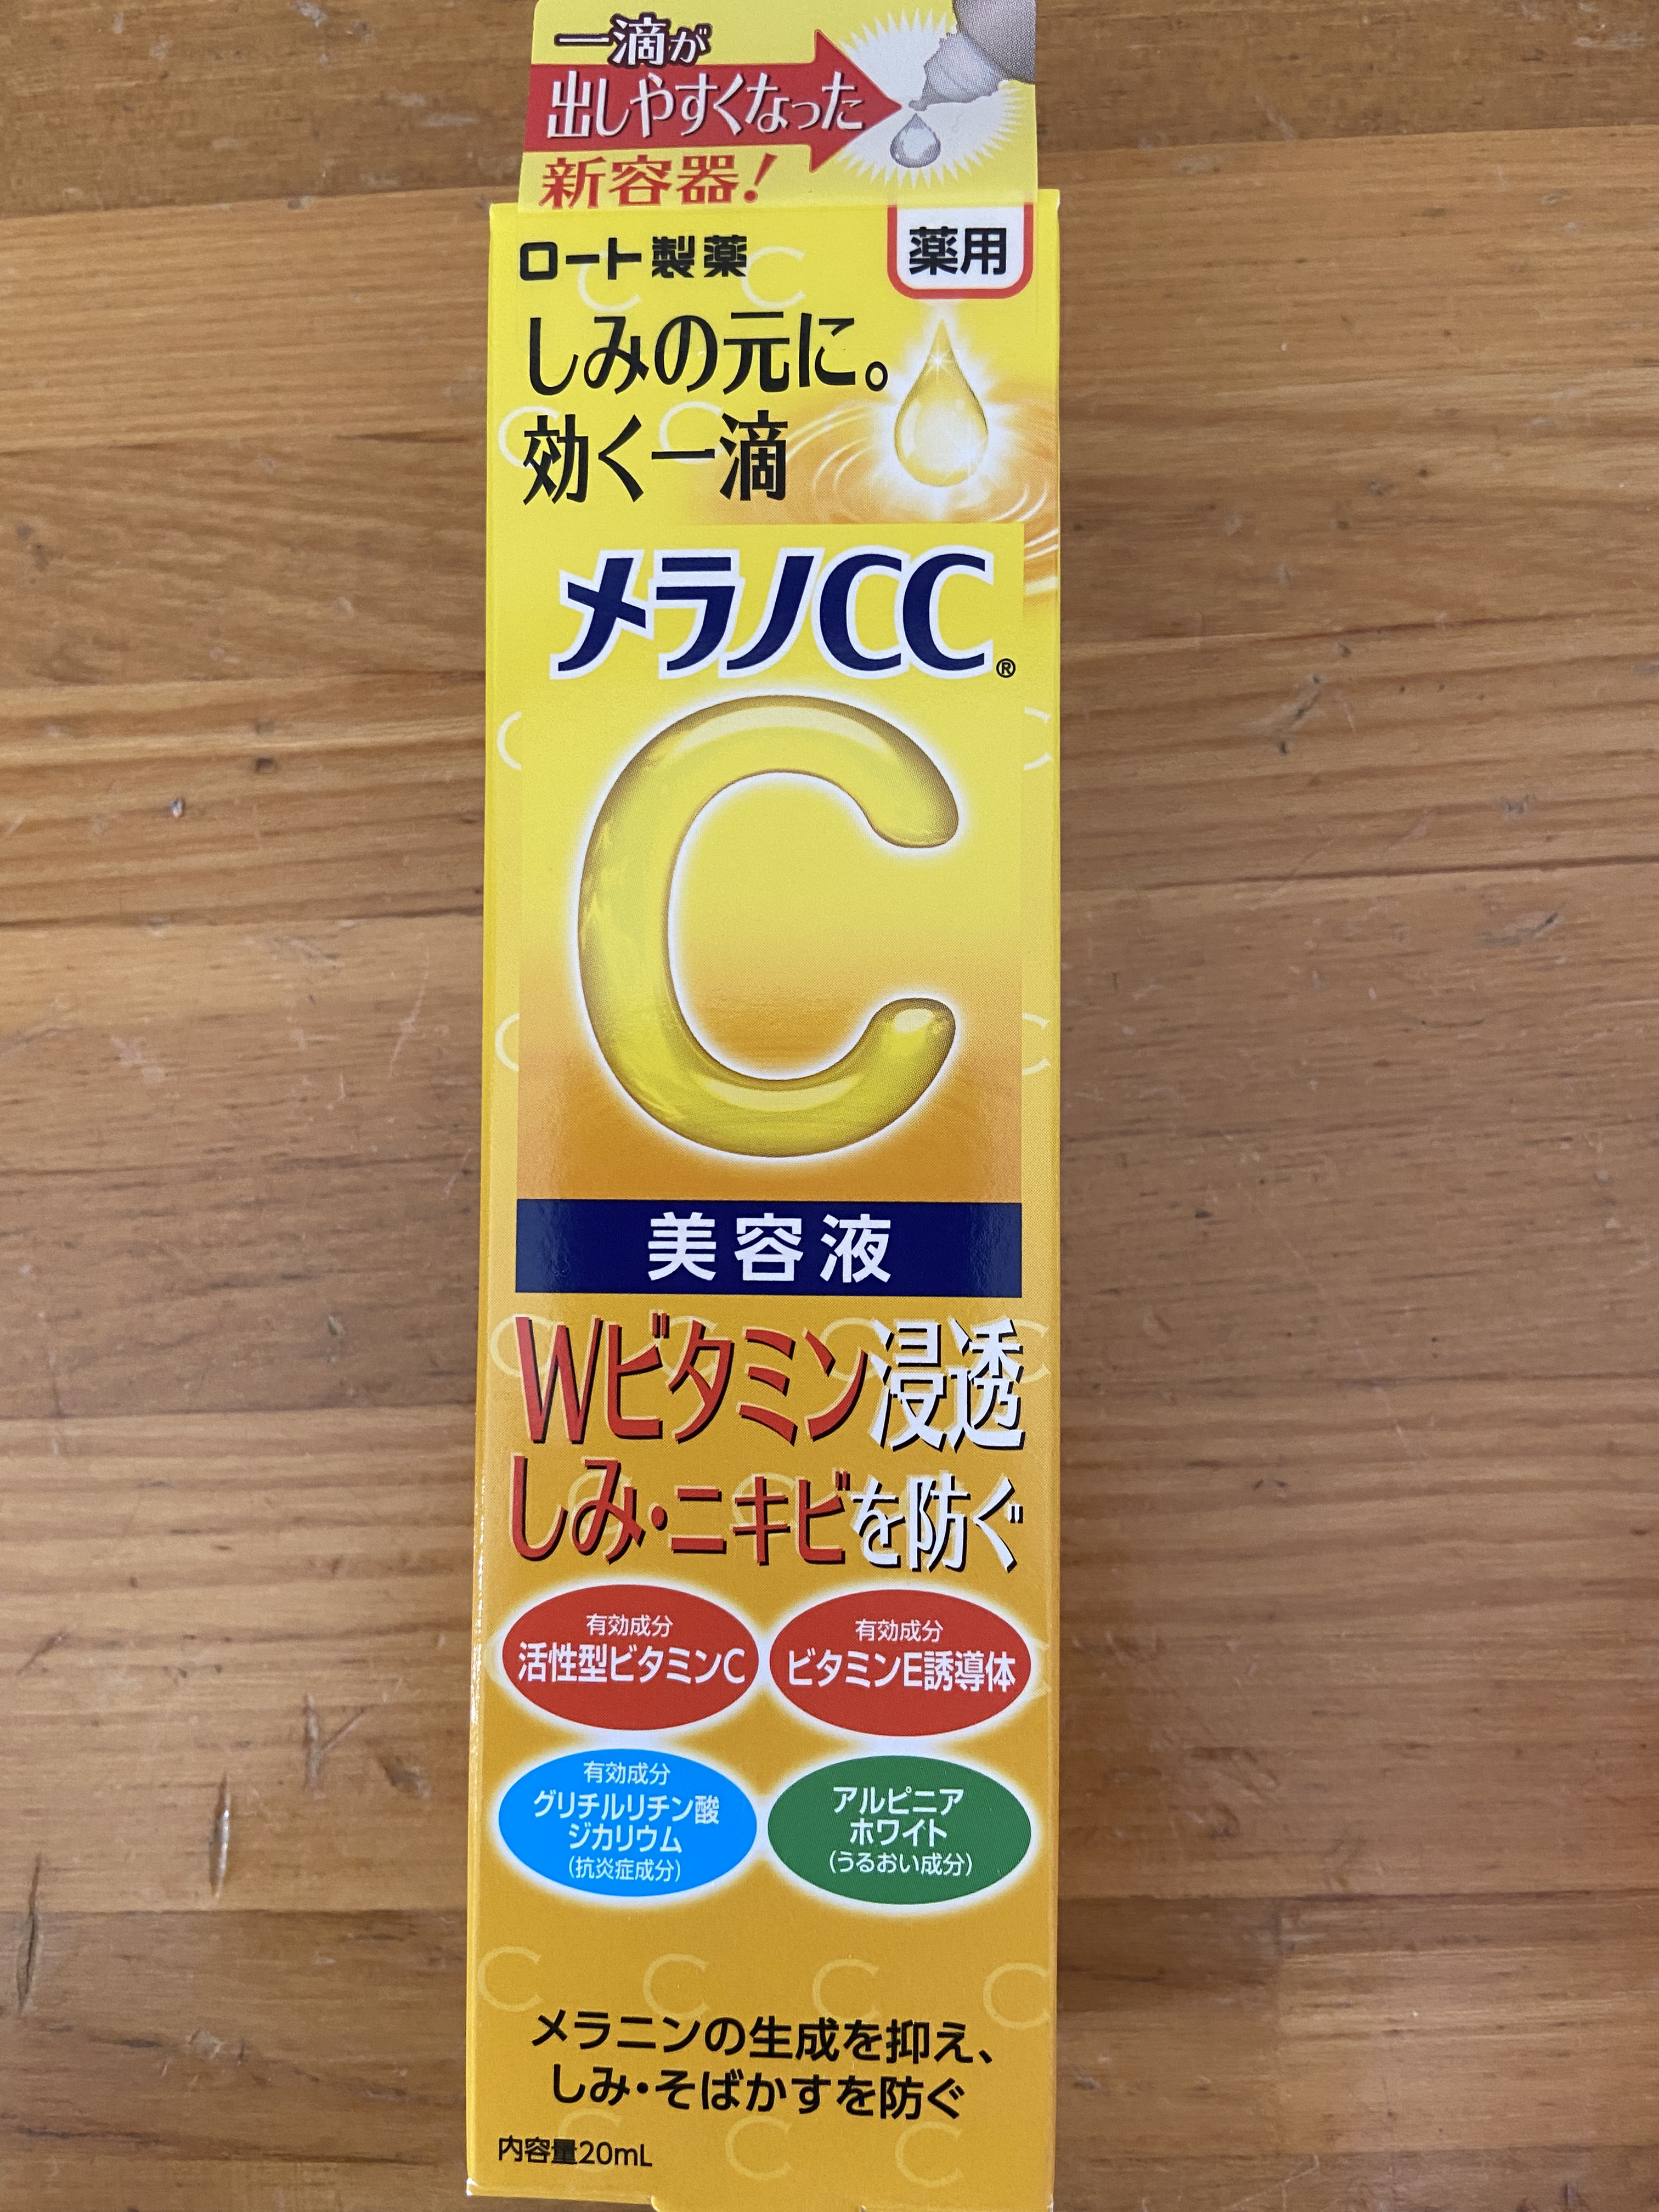 一滴が
出しやすくなった
新容器!
ロート製薬
薬用
しみの元に。
効く一滴
メラノCC®
C
美容液
Wビタミン浸透
しみ・ニキビを防ぐ
有効成分
活性型ビタミンC
有効成分
ビタミンE誘導体
有効成分
グリチルリチン酸
ジカリウム
(抗炎症成分)
アルピニア
ホワイト
(うるおい成分)
メラニンの生成を抑え、
しみ・そばかすを防ぐ
内容量20mL